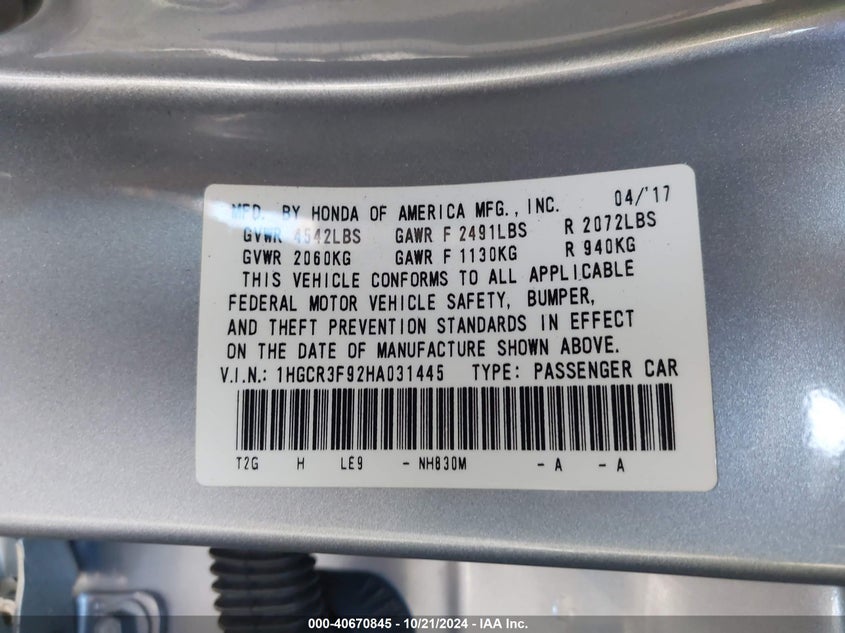 MFD. BY HONDA OF AMERICA MFG., INC. 04/'17
GVWR 4542LBS GAWR F 2491LBS R 2072LBS
GVWR 2060KG GAWR F 1130KG R 940KG
THIS VEHICLE CONFORMS TO ALL APPLICABLE
FEDERAL MOTOR VEHICLE SAFETY, BUMPER,
AND THEFT PREVENTION STANDARDS IN EFFECT
ON THE DATE OF MANUFACTURE SHOWN ABOVE.
V.I.N.: 1HGCR3F92HA031445 TYPE: PASSENGER CAR
T2G H LE9 - NH830M - A - A
000-40670845 - 10/21/2024 - IAA Inc.